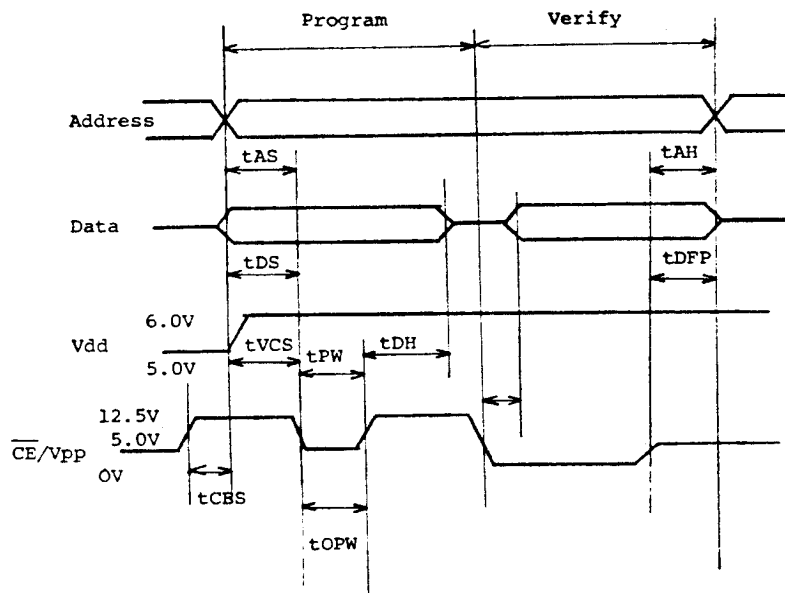 Program Verify
Address
tAS tAH
Data
tDS tDFP
6.0V
Vdd
5.0V
tVCS tPW tDH
12.5V
5.0V
C̅E̅/Vpp
0V
tCBS
tOPW